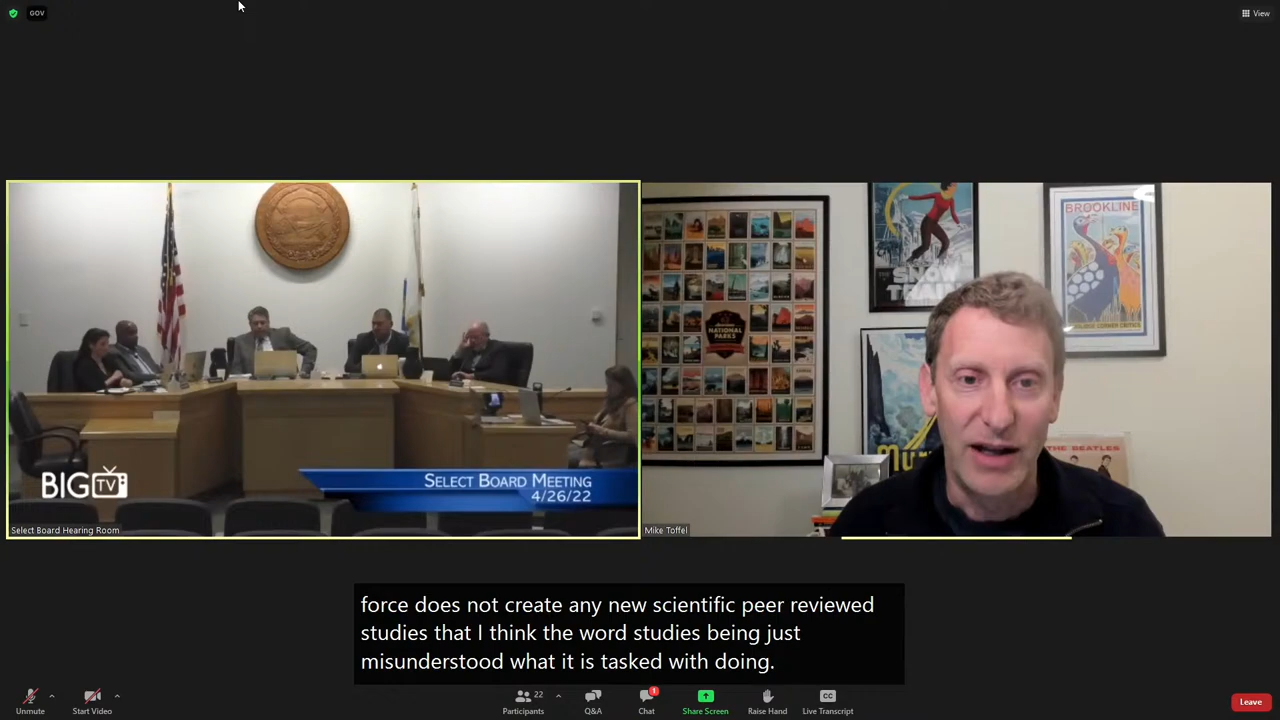 GOV
View
BIG TV
SELECT BOARD MEETING
4/26/22
Select Board Hearing Room
SNOW
TRAIN
BROOKLINE
NATIONAL
PARKS
THE BEATLES
Mike Toffel
force does not create any new scientific peer reviewed
studies that I think the word studies being just
misunderstood what it is tasked with doing.
Unmute
Start Video
22
Participants
Q&A
1
Chat
Share Screen
Raise Hand
CC
Live Transcript
Leave